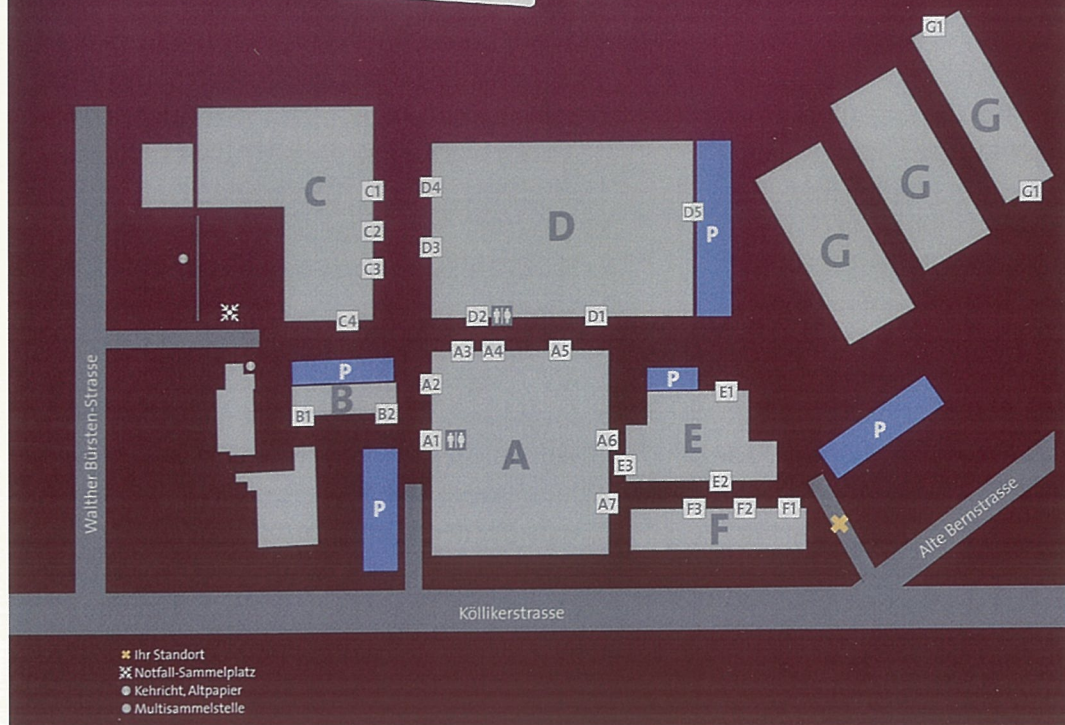 G1
G
G
G
G1
C
C1
C2
C3
C4
D4
D3
D
D5
P
D2
D1
A3
A4
A5
A2
A1
A
A6
A7
P
B
B1
B2
P
P
E1
E
E3
E2
F3
F2
F1
F
P
Walther Bürsten-Strasse
Alte Bernstrasse
Köllikerstrasse
Ihr Standort
Notfall-Sammelplatz
Kehricht, Altpapier
Multisammelstelle